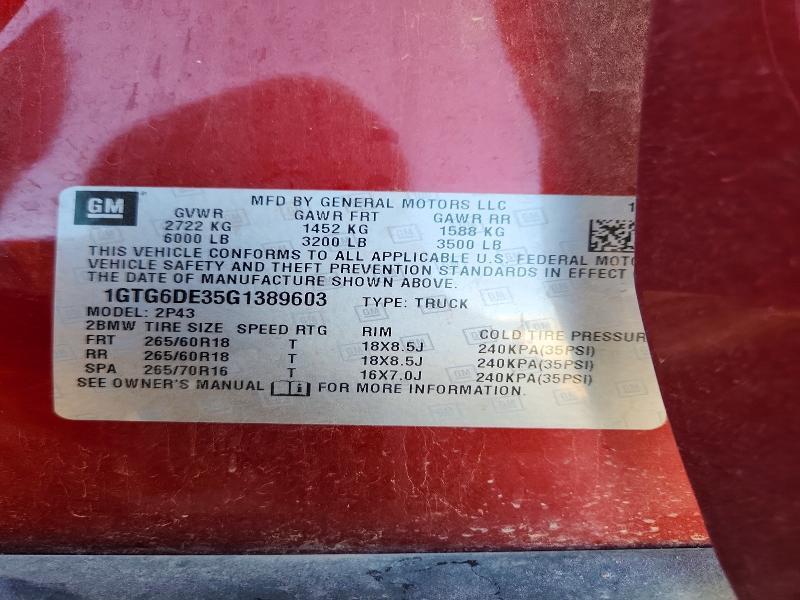 GM
MFD BY GENERAL MOTORS LLC 1
GVWR GAWR FRT GAWR RR
2722 KG 1452 KG 1588 KG
6000 LB 3200 LB 3500 LB
THIS VEHICLE CONFORMS TO ALL APPLICABLE U.S. FEDERAL MOTO
VEHICLE SAFETY AND THEFT PREVENTION STANDARDS IN EFFECT
THE DATE OF MANUFACTURE SHOWN ABOVE.
1GTG6DE35G1389603 TYPE: TRUCK
MODEL: 2P43
2BMW TIRE SIZE SPEED RTG RIM COLD TIRE PRESSUR
FRT 265/60R18 T 18X8.5J 240KPA(35PSI)
RR 265/60R18 T 18X8.5J 240KPA(35PSI)
SPA 265/70R16 T 16X7.0J 240KPA(35PSI)
SEE OWNER'S MANUAL FOR MORE INFORMATION.